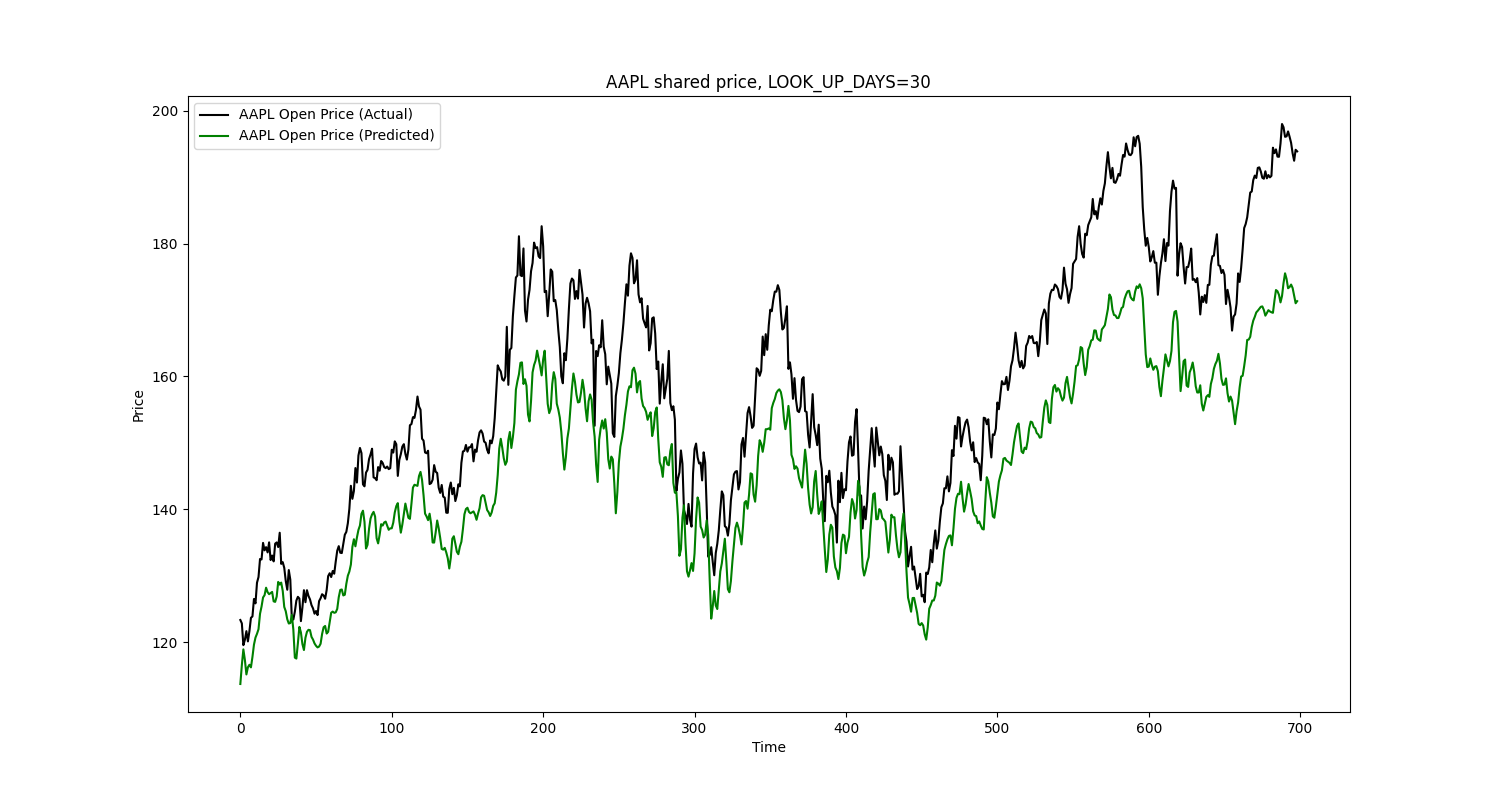 AAPL shared price, LOOK_UP_DAYS=30
AAPL Open Price (Actual)
AAPL Open Price (Predicted)
200
180
160
140
120
Price
0 100 200 300 400 500 600 700
Time